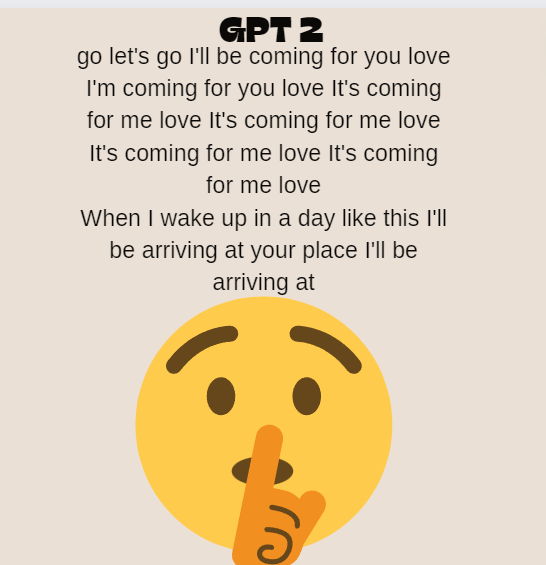 GPT 2
go let's go I'll be coming for you love
I'm coming for you love It's coming
for me love It's coming for me love
It's coming for me love It's coming
for me love
When I wake up in a day like this I'll
be arriving at your place I'll be
arriving at